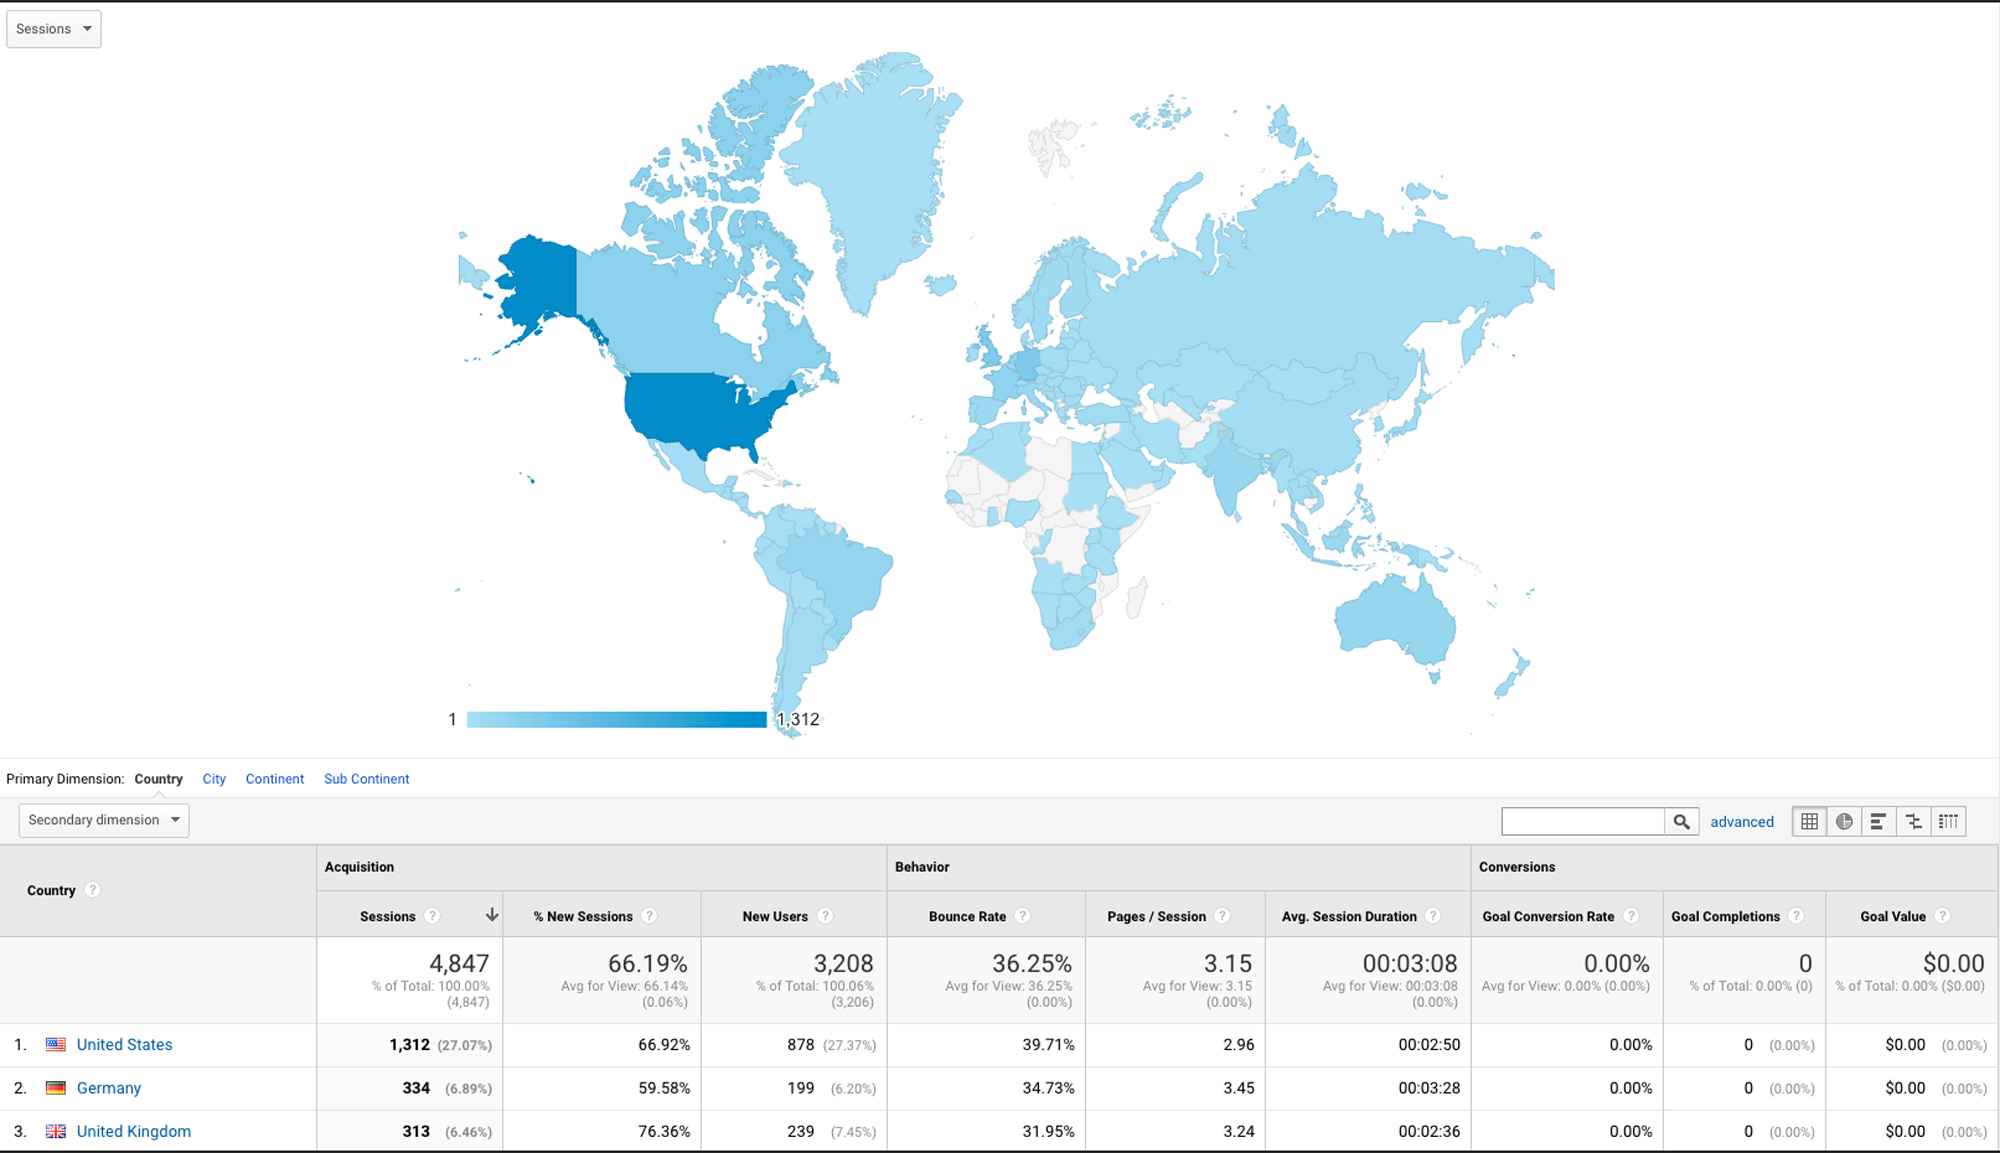 Sessions
1 1,312
Primary Dimension: Country City Continent Sub Continent
Secondary dimension advanced
Country ? Acquisition Behavior Conversions
Sessions ? % New Sessions ? New Users ? Bounce Rate ? Pages / Session ? Avg. Session Duration ? Goal Conversion Rate ? Goal Completions ? Goal Value ?
4,847 66.19% 3,208 36.25% 3.15 00:03:08 0.00% 0 $0.00
% of Total: 100.00% Avg for View: 66.14% % of Total: 100.06% Avg for View: 36.25% Avg for View: 3.15 Avg for View: 00:03:08 Avg for View: 0.00% (0.00%) % of Total: 0.00% (0) % of Total: 0.00% ($0.00)
(4,847) (0.06%) (3,206) (0.00%) (0.00%) (0.00%)
1. United States 1,312 (27.07%) 66.92% 878 (27.37%) 39.71% 2.96 00:02:50 0.00% 0 (0.00%) $0.00 (0.00%)
2. Germany 334 (6.89%) 59.58% 199 (6.20%) 34.73% 3.45 00:03:28 0.00% 0 (0.00%) $0.00 (0.00%)
3. United Kingdom 313 (6.46%) 76.36% 239 (7.45%) 31.95% 3.24 00:02:36 0.00% 0 (0.00%) $0.00 (0.00%)